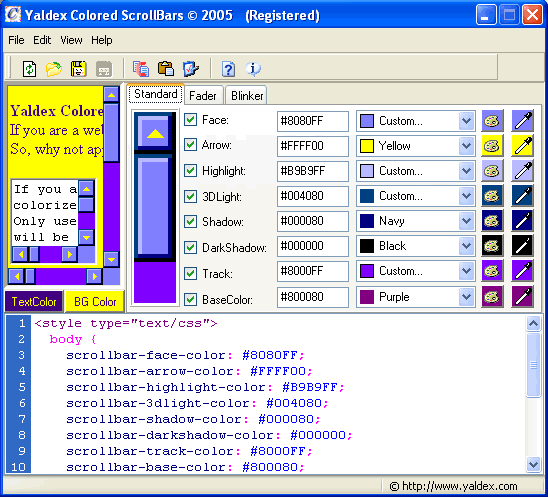 Yaldex Colored ScrollBars © 2005 (Registered)
File Edit View Help
Yaldex Colore
If you are a wel
So, why not app
If you a
colorize
Only use
will be
TextColor BG Color
Standard Fader Blinker
Face: #8080FF Custom...
Arrow: #FFFF00 Yellow
Highlight: #B9B9FF Custom...
3DLight: #004080 Custom...
Shadow: #000080 Navy
DarkShadow: #000000 Black
Track: #8000FF Custom...
BaseColor: #800080 Purple
1 <style type="text/css">
2 body {
3 scrollbar-face-color: #8080FF;
4 scrollbar-arrow-color: #FFFF00;
5 scrollbar-highlight-color: #B9B9FF;
6 scrollbar-3dlight-color: #004080;
7 scrollbar-shadow-color: #000080;
8 scrollbar-darkshadow-color: #000000;
9 scrollbar-track-color: #8000FF;
10 scrollbar-base-color: #800080;
© http://www.yaldex.com